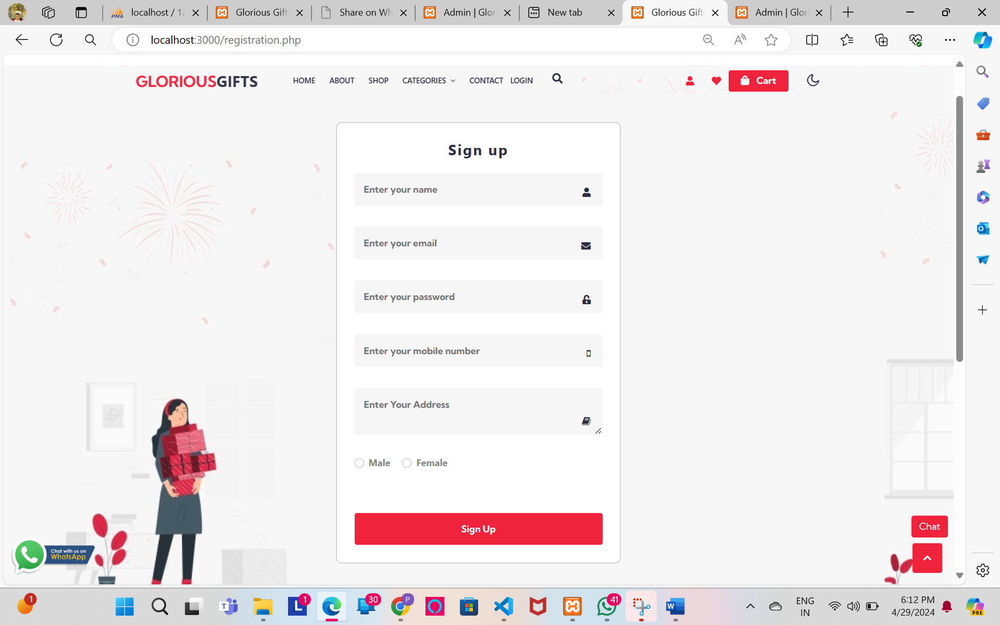 localhost / 12
Glorious Gift
Share on Wh
Admin | Glor
New tab
Glorious Gift
Admin | Glor
localhost:3000/registration.php
GLORIOUSGIFTS
HOME
ABOUT
SHOP
CATEGORIES
CONTACT
LOGIN
Cart
Sign up
Enter your name
Enter your email
Enter your password
Enter your mobile number
Enter Your Address
Male
Female
Sign Up
Chat
Chat with us on
WhatsApp
1
1
30
P
41
ENG
IN
6:12 PM
4/29/2024
PRE